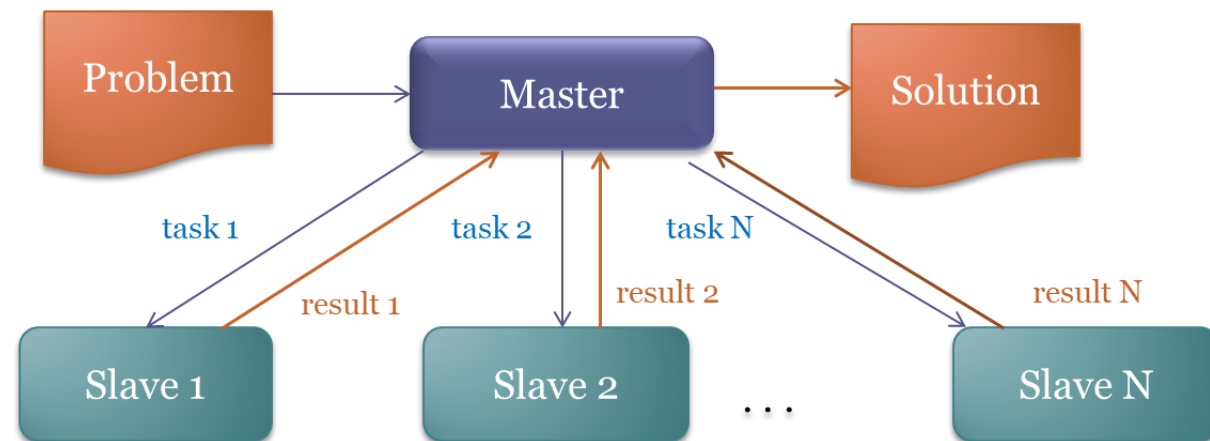 Problem
Master
Solution
task 1
task 2
task N
result 1
result 2
result N
Slave 1
Slave 2
. . .
Slave N